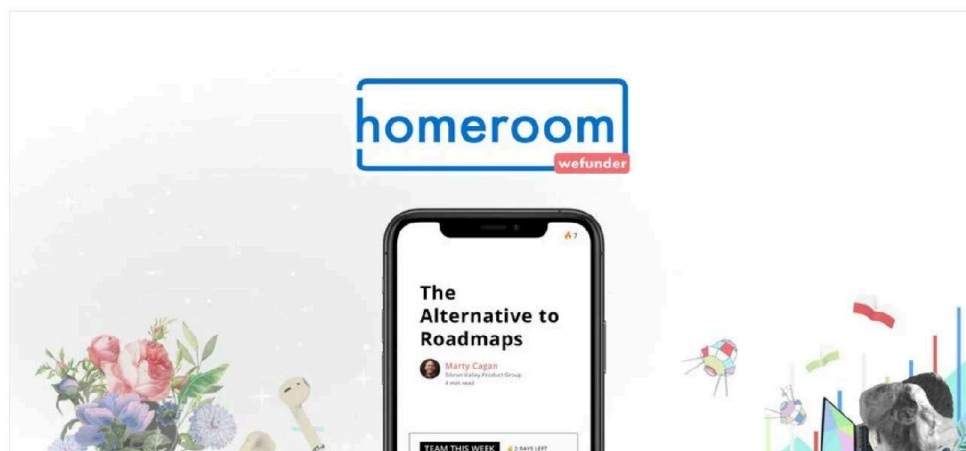 homeroom
wefunder
🔥 7
The
Alternative to
Roadmaps
Marty Cagan
Silicon Valley Product Group
4 min read
TEAM THIS WEEK
🔥 2 DAYS LEFT